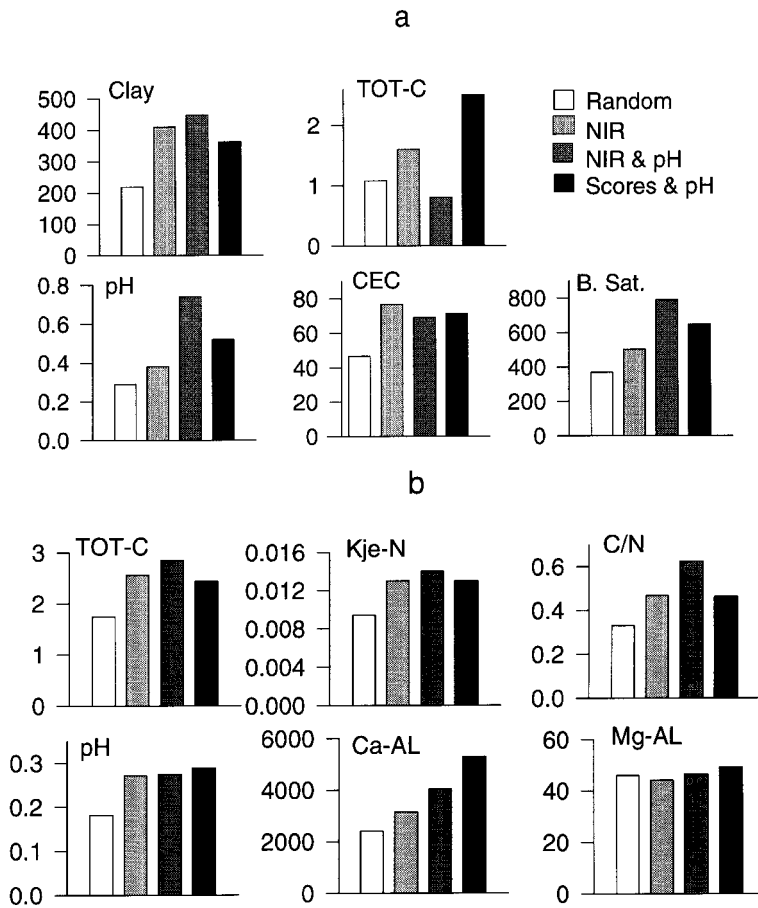 a
Clay
500
400
300
200
100
0
TOT-C
2
1
0
Random
NIR
NIR & pH
Scores & pH
pH
0.8
0.6
0.4
0.2
0.0
CEC
80
60
40
20
0
B. Sat.
800
600
400
200
0
b
TOT-C
3
2
1
0
Kje-N
0.016
0.012
0.008
0.004
0.000
C/N
0.6
0.4
0.2
0.0
pH
0.3
0.2
0.1
0.0
Ca-AL
6000
4000
2000
0
Mg-AL
60
40
20
0